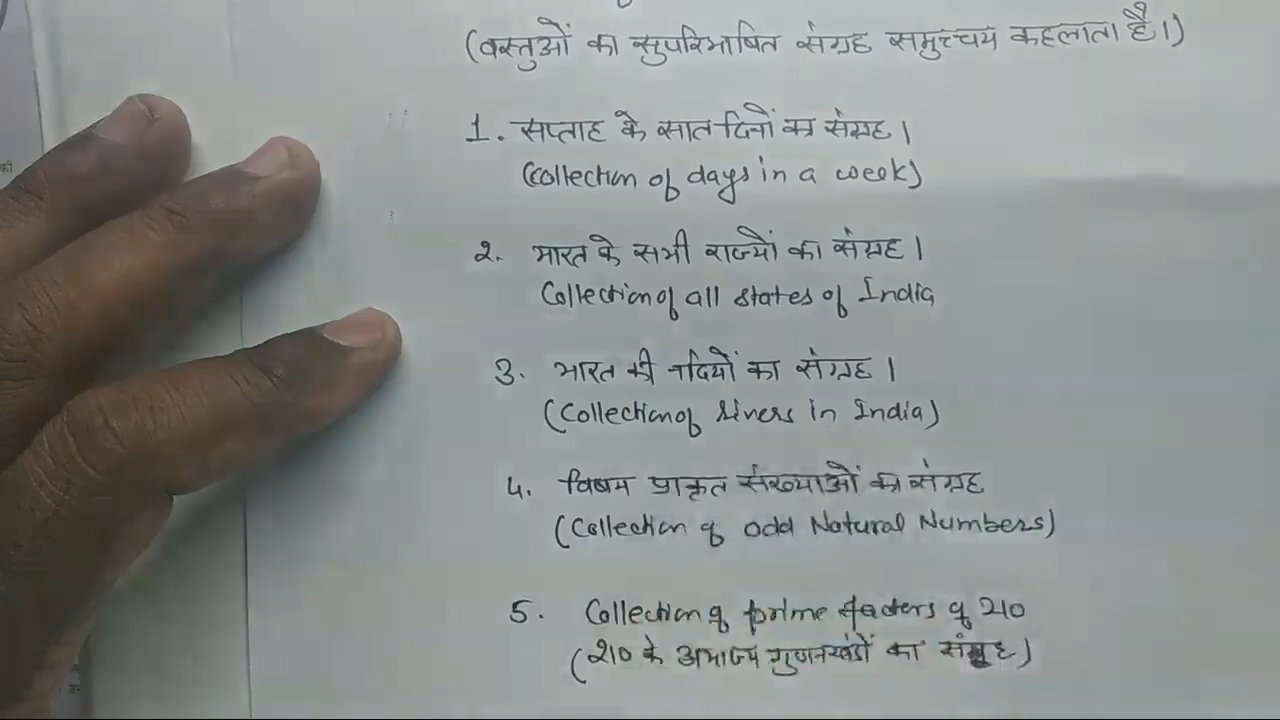 (वस्तुओं का सुपरिभाषित संग्रह समुच्चय कहलाता है।)
1. सप्ताह के सात दिनों का संग्रह।
(Collection of days in a week)
2. भारत के सभी राज्यों का संग्रह।
Collection of all states of India
3. भारत की नदियों का संग्रह।
(Collection of rivers in India)
4. विषम प्राकृत संख्याओं का संग्रह
(Collection of odd Natural Numbers)
5. Collection of prime factors of 210
(210 के अभाज्य गुणनखंडों का संग्रह)